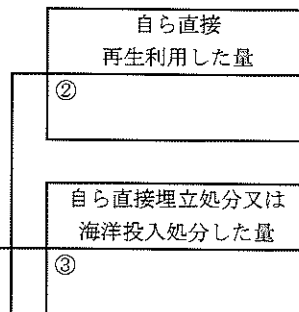 自ら直接
再生利用した量
②
自ら直接埋立処分又は
海洋投入処分した量
③